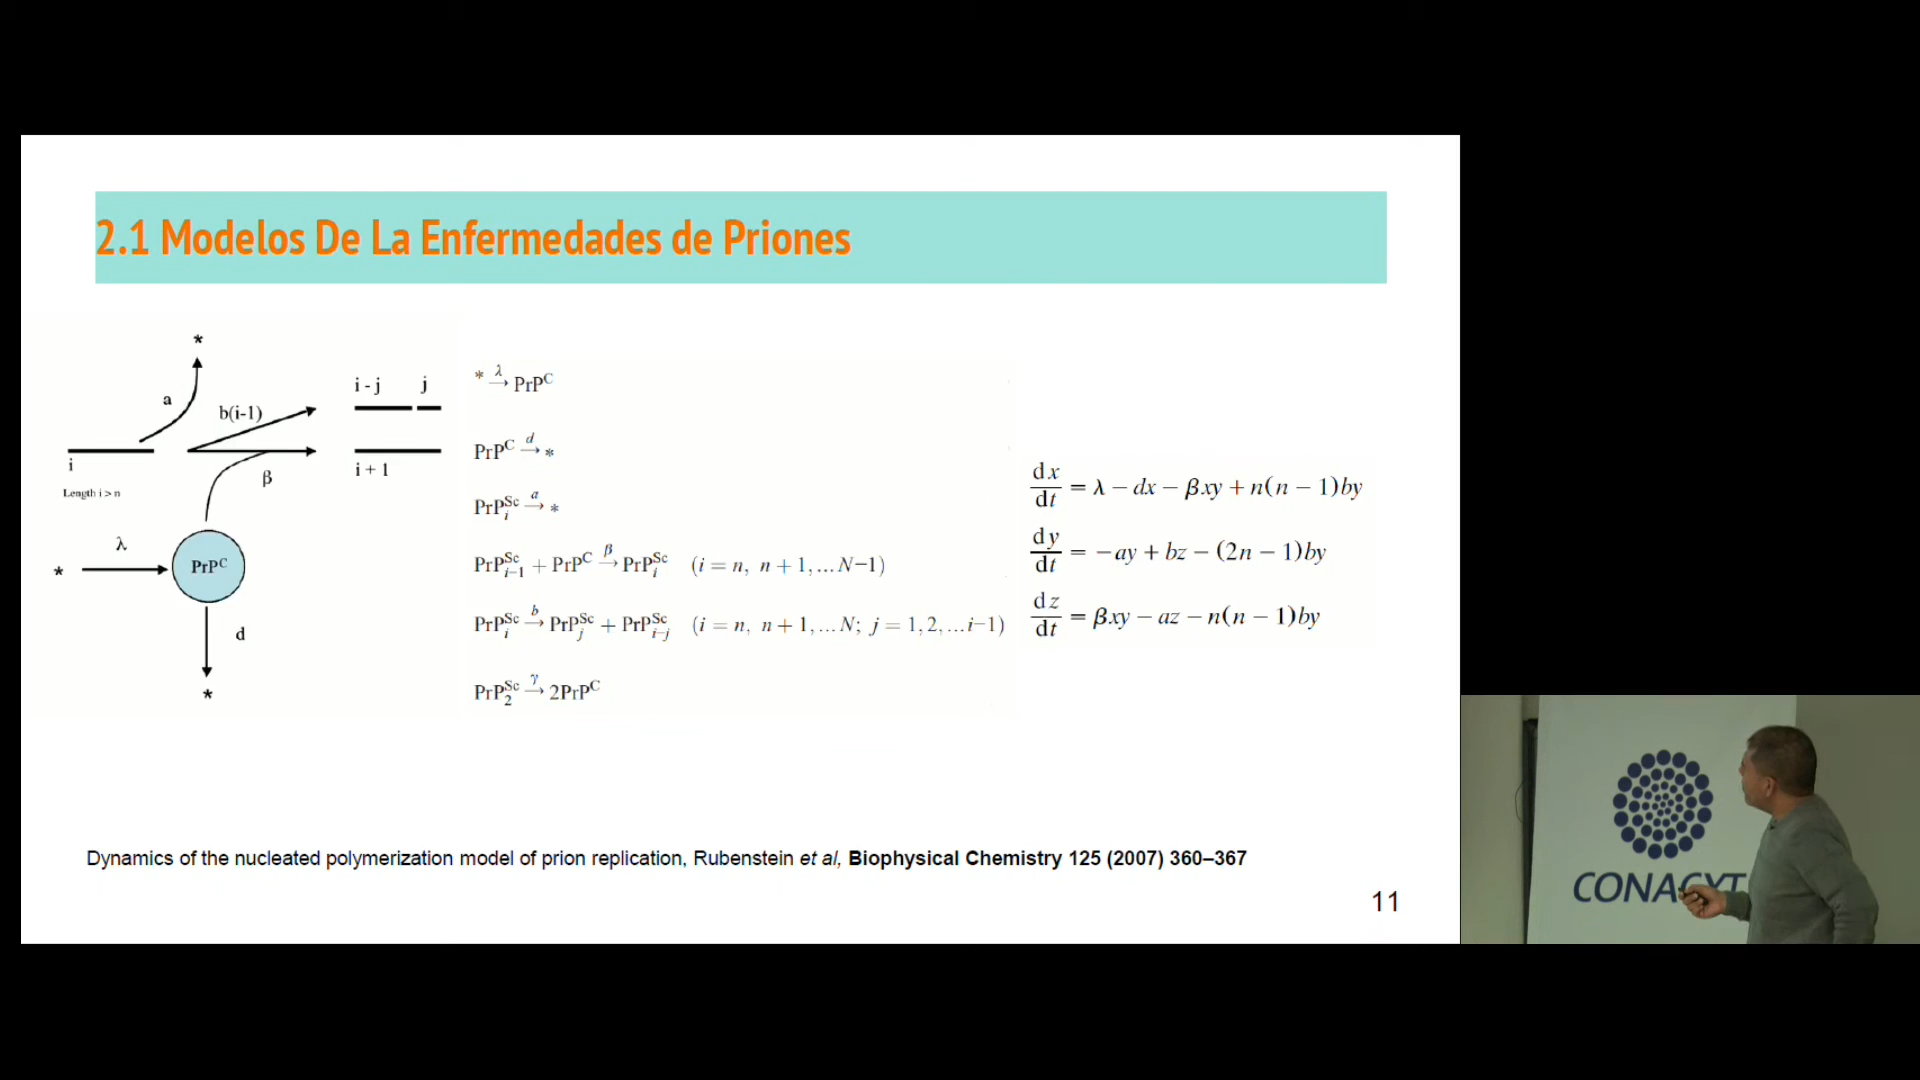 2.1 Modelos De La Enfermedades de Priones
*
a
b(i-1)
i - j j
i
Length i > n
β
i + 1
λ
*
PrP^C
d
*
* →^λ PrP^C
PrP^C →^d *
PrP_i^Sc →^a *
PrP_{i−1}^Sc + PrP^C →^β PrP_i^Sc (i = n, n + 1,...N−1)
PrP_i^Sc →^b PrP_j^Sc + PrP_{i−j}^Sc (i = n, n + 1,...N; j = 1,2,...i−1)
PrP_2^Sc →^γ 2PrP^C
dx/dt = λ − dx − βxy + n(n − 1)by
dy/dt = −ay + bz − (2n − 1)by
dz/dt = βxy − az − n(n − 1)by
Dynamics of the nucleated polymerization model of prion replication, Rubenstein et al, Biophysical Chemistry 125 (2007) 360–367
11
CONACYT